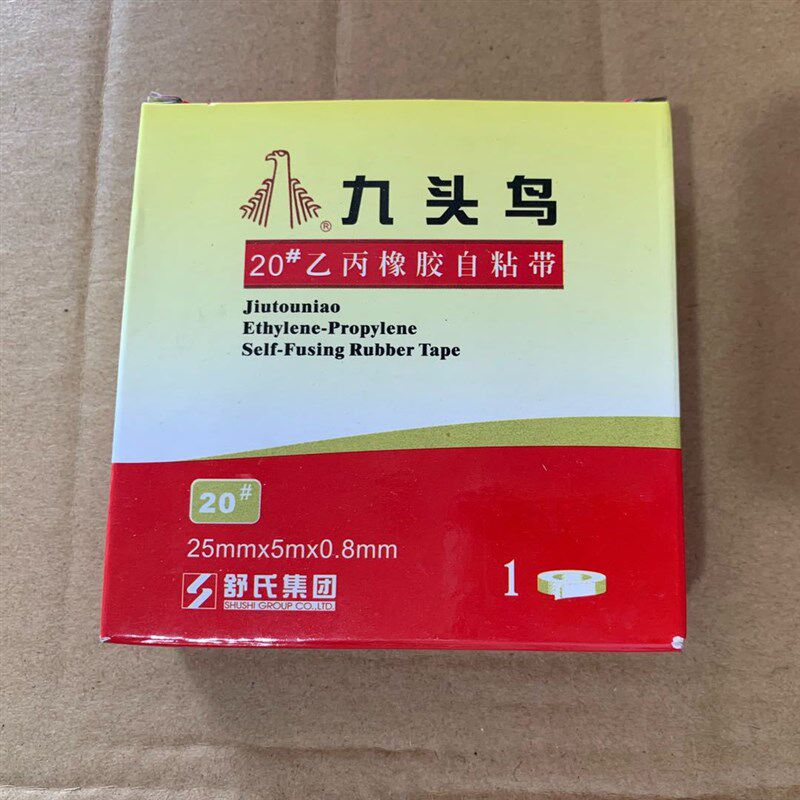 九头鸟
®
20#乙丙橡胶自粘带
Jiutouniao
Ethylene-Propylene
Self-Fusing Rubber Tape
20#
25mmx5mx0.8mm
舒氏集团
SHUSHI GROUP CO.,LTD.
1